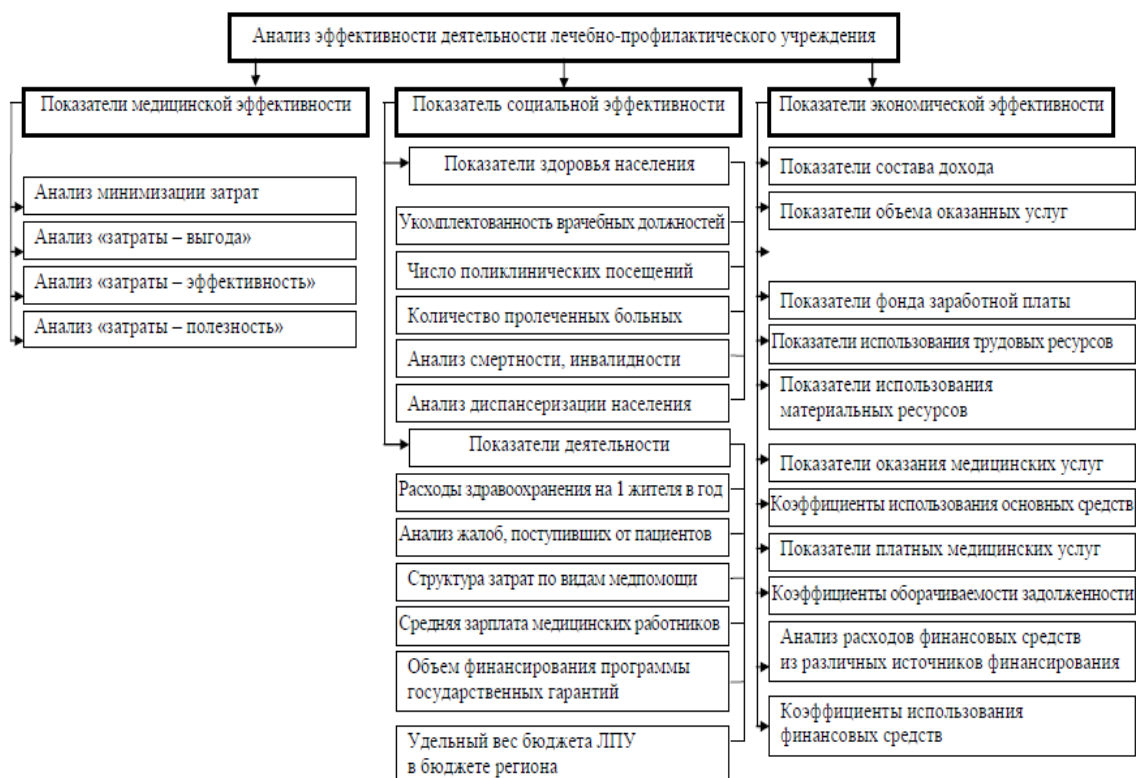 Анализ эффективности деятельности лечебно-профилактического учреждения
Показатели медицинской эффективности
Анализ минимизации затрат
Анализ «затраты – выгода»
Анализ «затраты – эффективность»
Анализ «затраты – полезность»
Показатель социальной эффективности
Показатели здоровья населения
Укомплектованность врачебных должностей
Число поликлинических посещений
Количество пролеченных больных
Анализ смертности, инвалидности
Анализ диспансеризации населения
Показатели деятельности
Расходы здравоохранения на 1 жителя в год
Анализ жалоб, поступивших от пациентов
Структура затрат по видам медпомощи
Средняя зарплата медицинских работников
Объем финансирования программы
государственных гарантий
Удельный вес бюджета ЛПУ
в бюджете региона
Показатели экономической эффективности
Показатели состава дохода
Показатели объема оказанных услуг
Показатели фонда заработной платы
Показатели использования трудовых ресурсов
Показатели использования
материальных ресурсов
Показатели оказания медицинских услуг
Коэффициенты использования основных средств
Показатели платных медицинских услуг
Коэффициенты оборачиваемости задолженности
Анализ расходов финансовых средств
из различных источников финансирования
Коэффициенты использования
финансовых средств